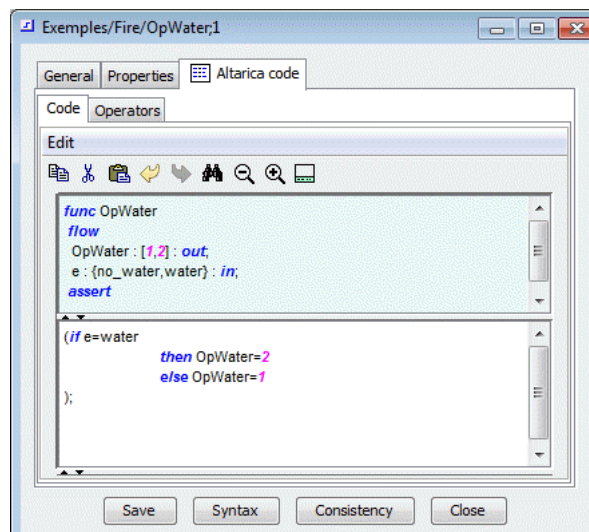 Exemples/Fire/OpWater;1
General Properties Altarica code
Code Operators
Edit
func OpWater
flow
OpWater : [1,2] : out;
e : {no_water,water} : in;
assert
(if e=water
then OpWater=2
else OpWater=1
);
Save Syntax Consistency Close